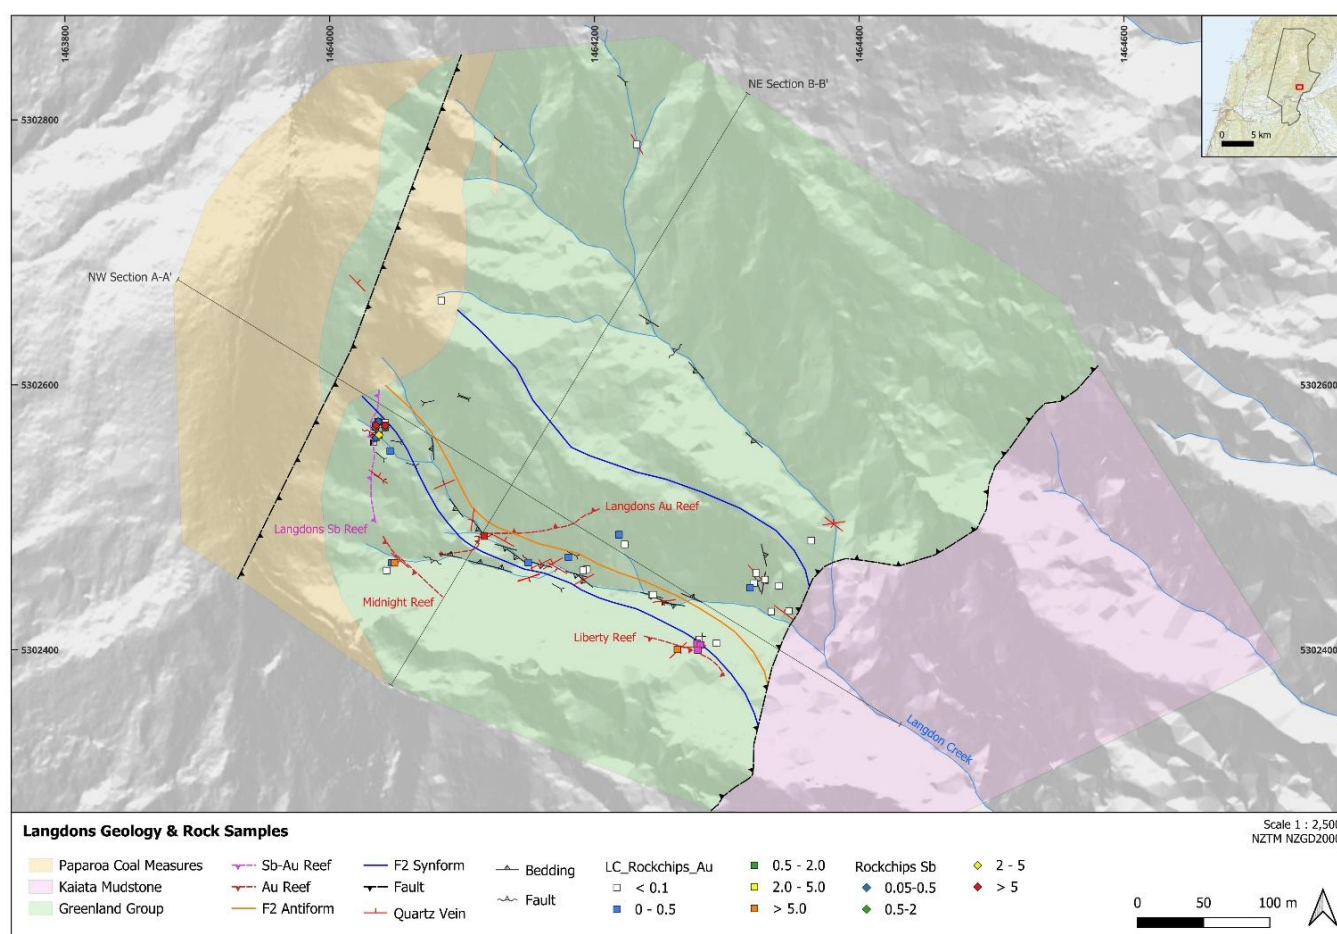 1463800
1464000
1464200
1464400
1464600
5302800
5302600
5302600
5302400
5302400
0 5 km
NE Section B-B'
NW Section A-A'
Langdons Au Reef
Langdons Sb Reef
Midnight Reef
Liberty Reef
Langdon Creek
Langdons Geology & Rock Samples
Scale 1 : 2,500
NZTM NZGD2000
Paparoa Coal Measures
Kaiata Mudstone
Greenland Group
Sb-Au Reef
Au Reef
F2 Antiform
F2 Synform
Fault
Quartz Vein
Bedding
Fault
LC_Rockchips_Au
< 0.1
0 - 0.5
0.5 - 2.0
2.0 - 5.0
> 5.0
Rockchips Sb
0.05-0.5
0.5-2
2 - 5
> 5
0 50 100 m